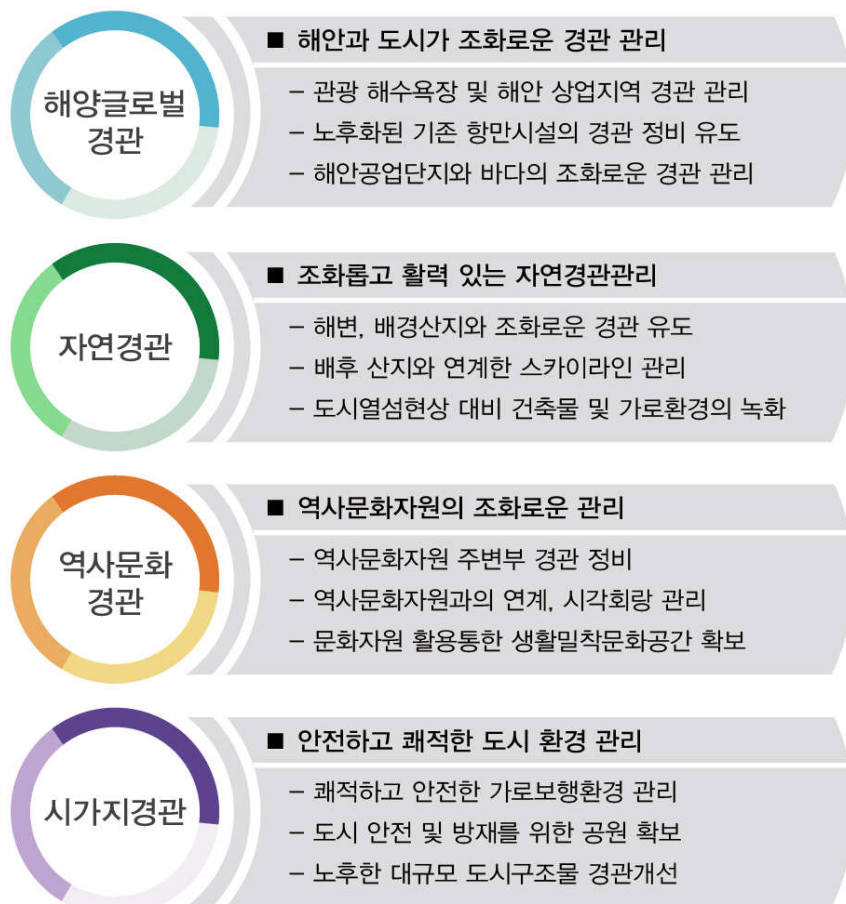 해양글로벌
경관
■ 해안과 도시가 조화로운 경관 관리
– 관광 해수욕장 및 해안 상업지역 경관 관리
– 노후화된 기존 항만시설의 경관 정비 유도
– 해안공업단지와 바다의 조화로운 경관 관리
자연경관
■ 조화롭고 활력 있는 자연경관관리
– 해변, 배경산지와 조화로운 경관 유도
– 배후 산지와 연계한 스카이라인 관리
– 도시열섬현상 대비 건축물 및 가로환경의 녹화
역사문화
경관
■ 역사문화자원의 조화로운 관리
– 역사문화자원 주변부 경관 정비
– 역사문화자원과의 연계, 시각회랑 관리
– 문화자원 활용통한 생활밀착문화공간 확보
시가지경관
■ 안전하고 쾌적한 도시 환경 관리
– 쾌적하고 안전한 가로보행환경 관리
– 도시 안전 및 방재를 위한 공원 확보
– 노후한 대규모 도시구조물 경관개선